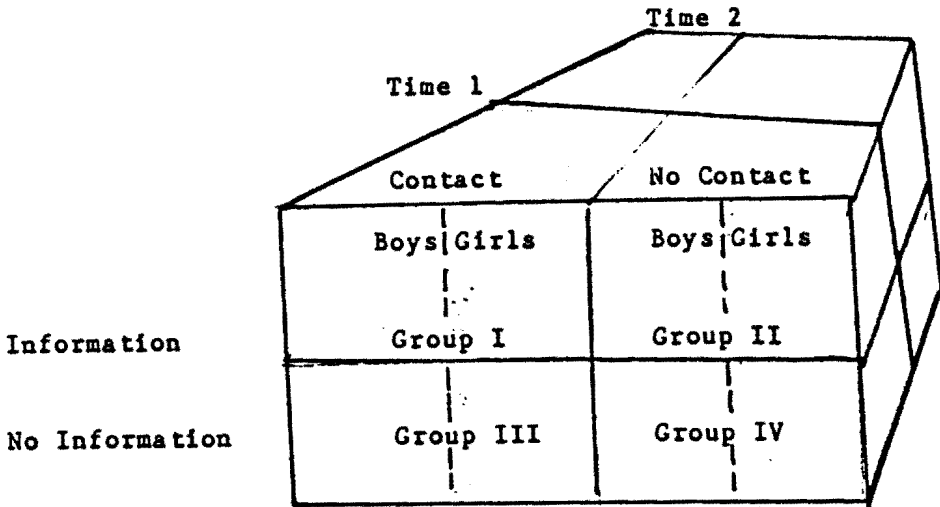 Time 2
Time 1
Contact No Contact
Boys Girls Boys Girls
Information Group I Group II
No Information Group III Group IV